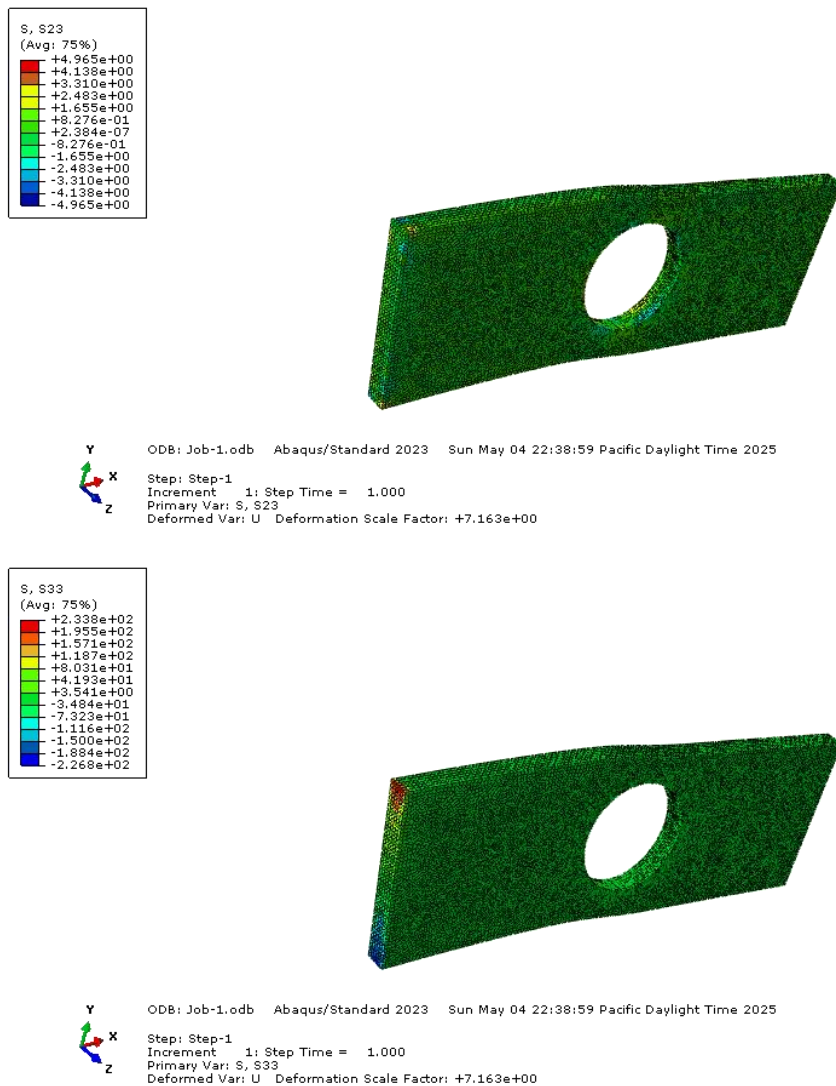 S, S23
(Avg: 75%)
+4.965e+00
+4.138e+00
+3.310e+00
+2.483e+00
+1.655e+00
+8.276e-01
+2.384e-07
-8.276e-01
-1.655e+00
-2.483e+00
-3.310e+00
-4.138e+00
-4.965e+00
Y
X
Z
ODB: Job-1.odb Abaqus/Standard 2023 Sun May 04 22:38:59 Pacific Daylight Time 2025
Step: Step-1
Increment 1: Step Time = 1.000
Primary Var: S, S23
Deformed Var: U Deformation Scale Factor: +7.163e+00
S, S33
(Avg: 75%)
+2.338e+02
+1.955e+02
+1.571e+02
+1.187e+02
+8.031e+01
+4.193e+01
+3.541e+00
-3.484e+01
-7.323e+01
-1.116e+02
-1.500e+02
-1.884e+02
-2.268e+02
Y
X
Z
ODB: Job-1.odb Abaqus/Standard 2023 Sun May 04 22:38:59 Pacific Daylight Time 2025
Step: Step-1
Increment 1: Step Time = 1.000
Primary Var: S, S33
Deformed Var: U Deformation Scale Factor: +7.163e+00